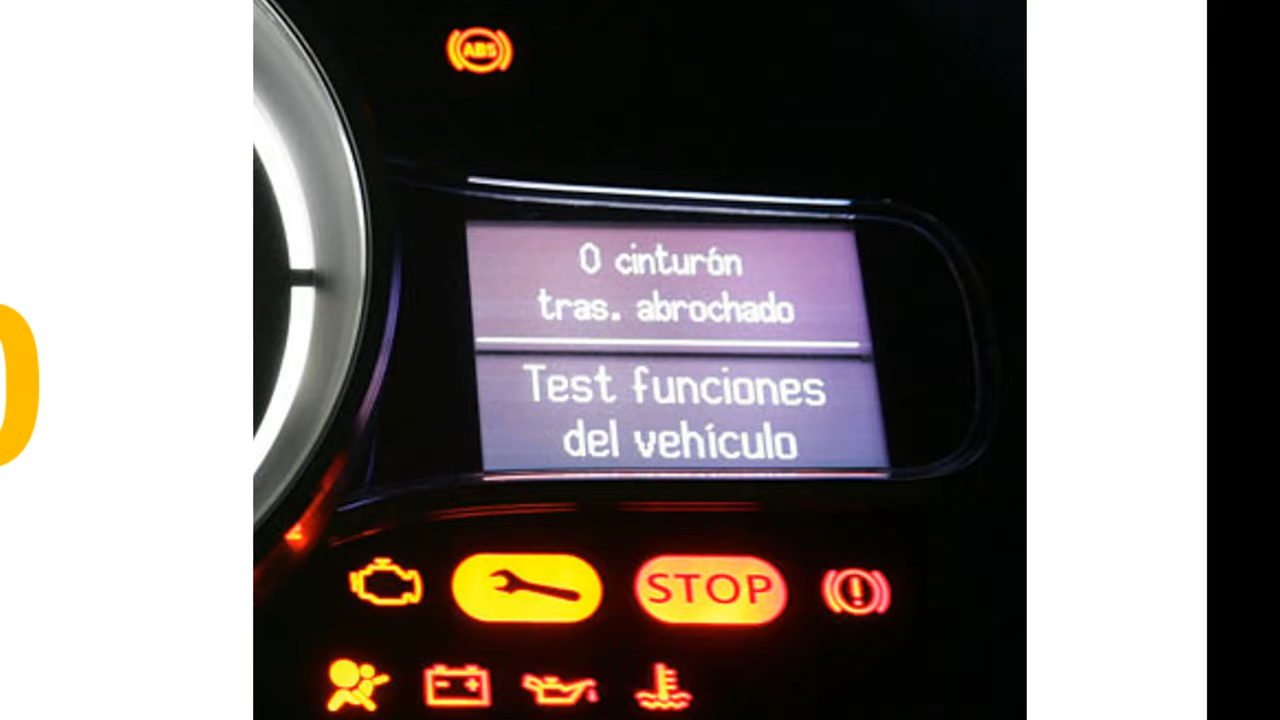 ABS
0 cinturón
tras. abrochado
Test funciones
del vehículo
STOP